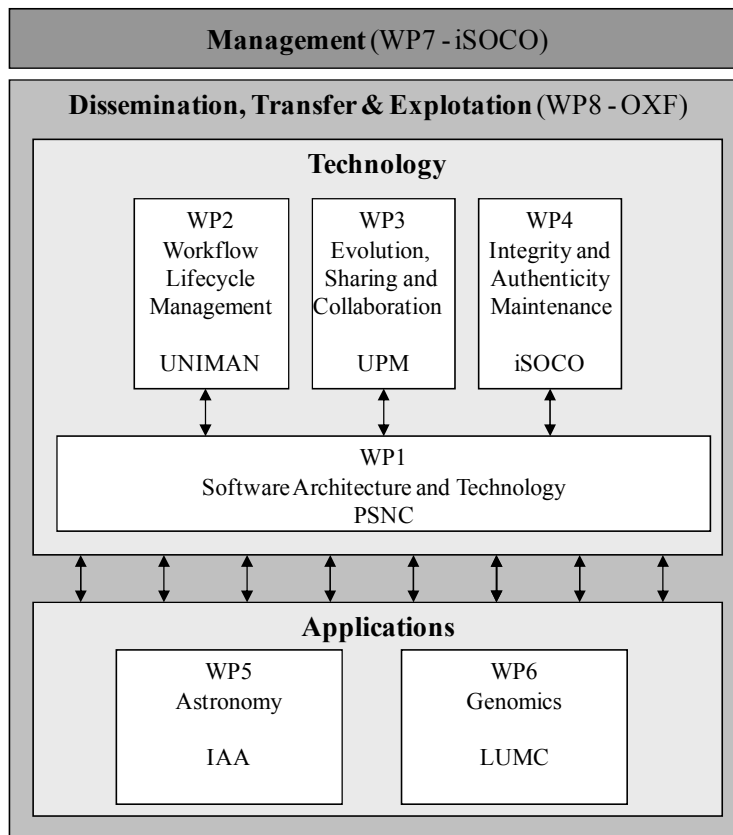 Management (WP7 - iSOCO)
Dissemination, Transfer & Explotation (WP8 - OXF)
Technology
WP2
Workflow
Lifecycle
Management
UNIMAN
WP3
Evolution,
Sharing and
Collaboration
UPM
WP4
Integrity and
Authenticity
Maintenance
iSOCO
WP1
Software Architecture and Technology
PSNC
Applications
WP5
Astronomy
IAA
WP6
Genomics
LUMC